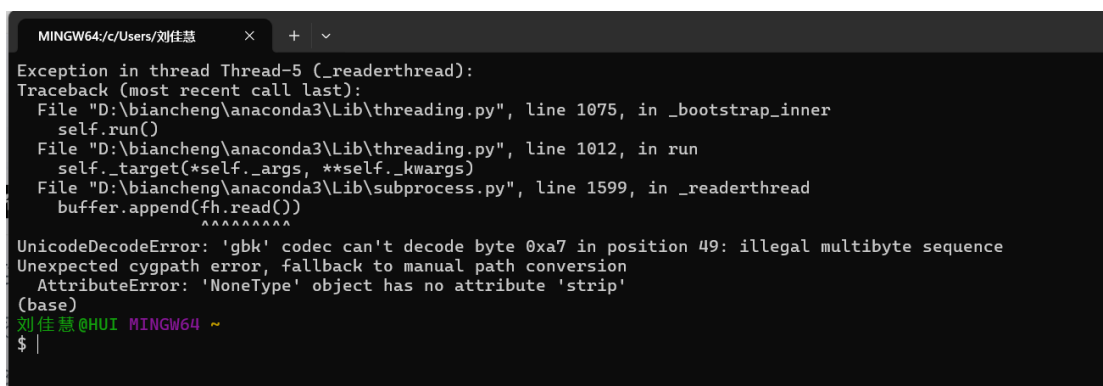 MINGW64:/c/Users/刘佳慧
Exception in thread Thread-5 (_readerthread):
Traceback (most recent call last):
  File "D:\biancheng\anaconda3\Lib\threading.py", line 1075, in _bootstrap_inner
    self.run()
  File "D:\biancheng\anaconda3\Lib\threading.py", line 1012, in run
    self._target(*self._args, **self._kwargs)
  File "D:\biancheng\anaconda3\Lib\subprocess.py", line 1599, in _readerthread
    buffer.append(fh.read())
                  ^^^^^^^^^
UnicodeDecodeError: 'gbk' codec can't decode byte 0xa7 in position 49: illegal multibyte sequence
Unexpected cygpath error, fallback to manual path conversion
  AttributeError: 'NoneType' object has no attribute 'strip'
(base)
刘佳慧@HUI MINGW64 ~
$